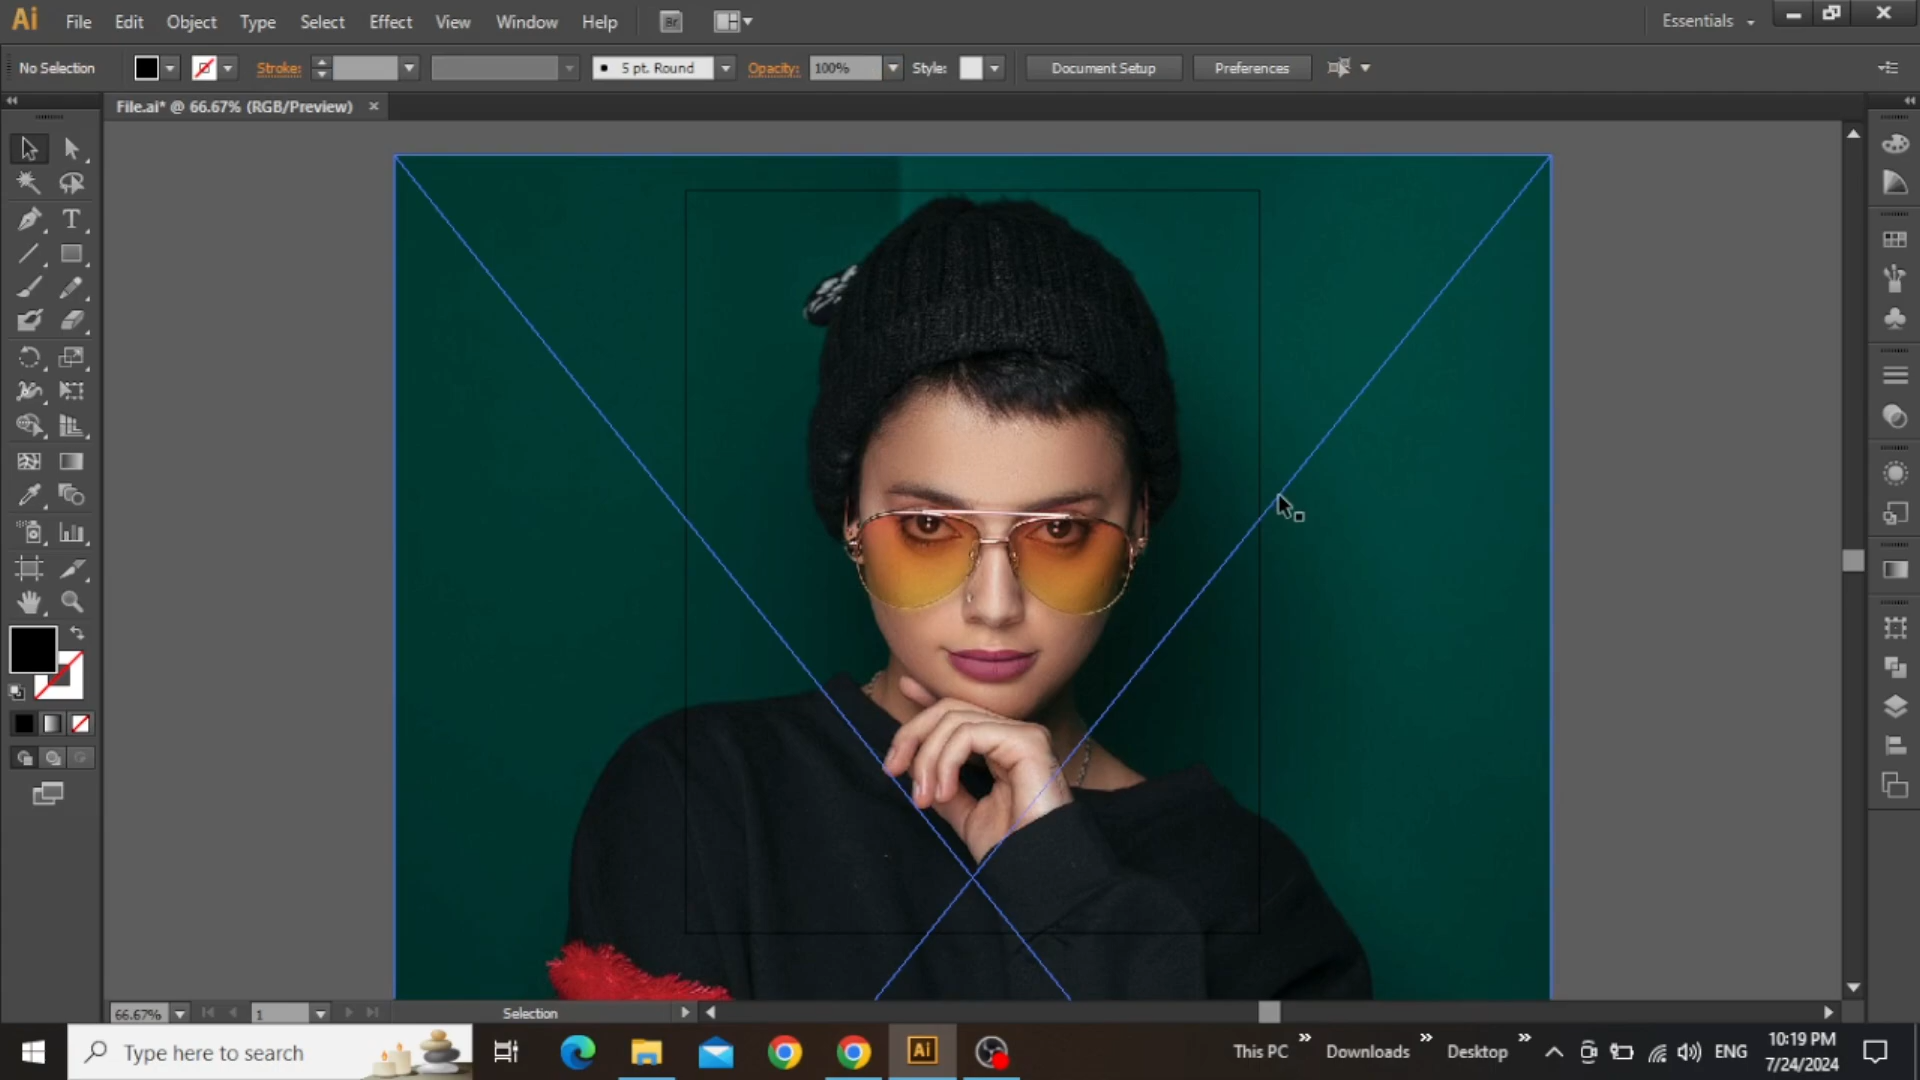 Ai File Edit Object Type Select Effect View Window Help Br Essentials
No Selection Stroke: 5 pt. Round Opacity: 100% Style: Document Setup Preferences
File.ai* @ 66.67% (RGB/Preview)
T
66.67% 1 Selection
Type here to search Ai This PC Downloads Desktop ENG 10:19 PM
7/24/2024